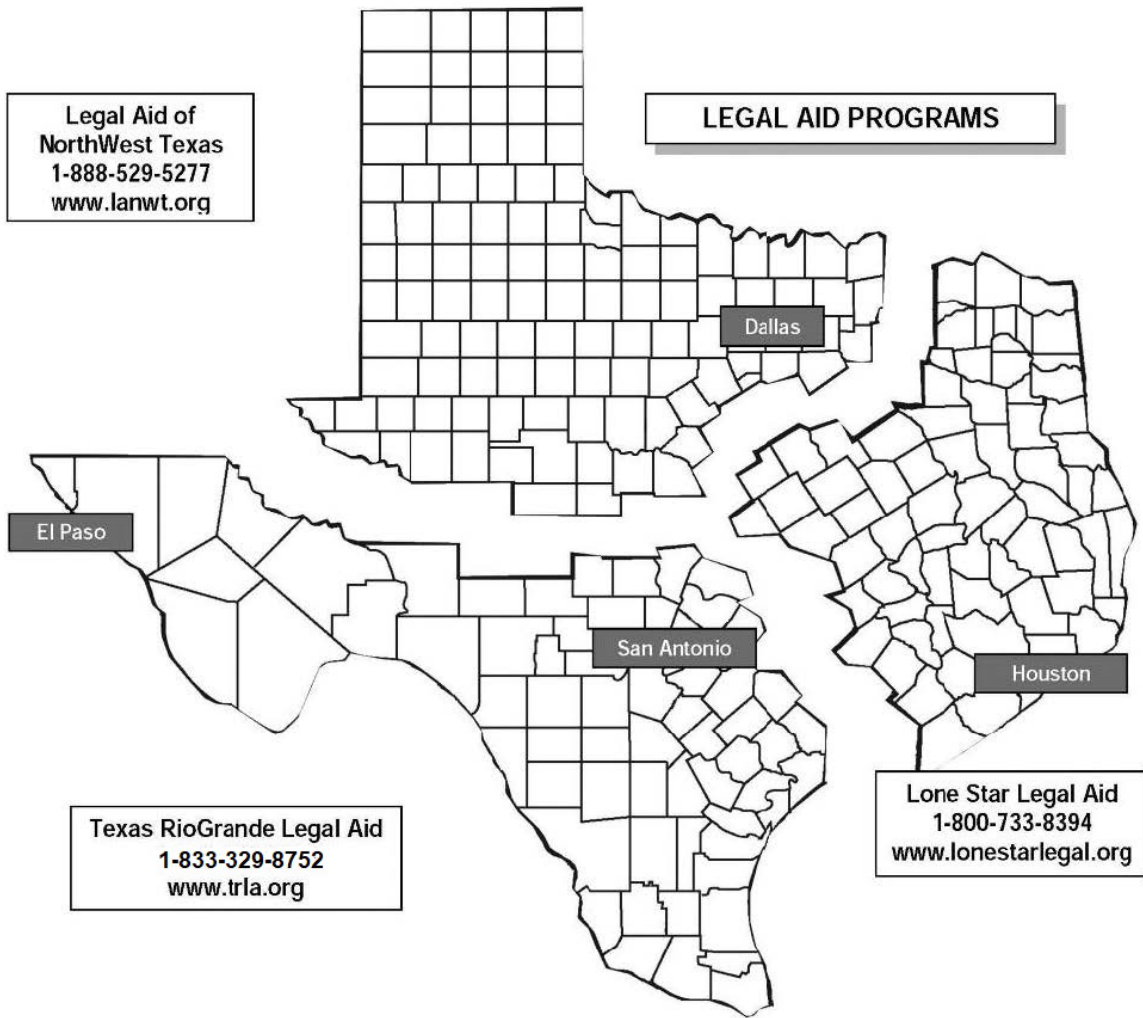 Legal Aid of
NorthWest Texas
1-888-529-5277
www.lanwt.org
LEGAL AID PROGRAMS
Dallas
El Paso
San Antonio
Houston
Texas RioGrande Legal Aid
1-833-329-8752
www.trla.org
Lone Star Legal Aid
1-800-733-8394
www.lonestarlegal.org